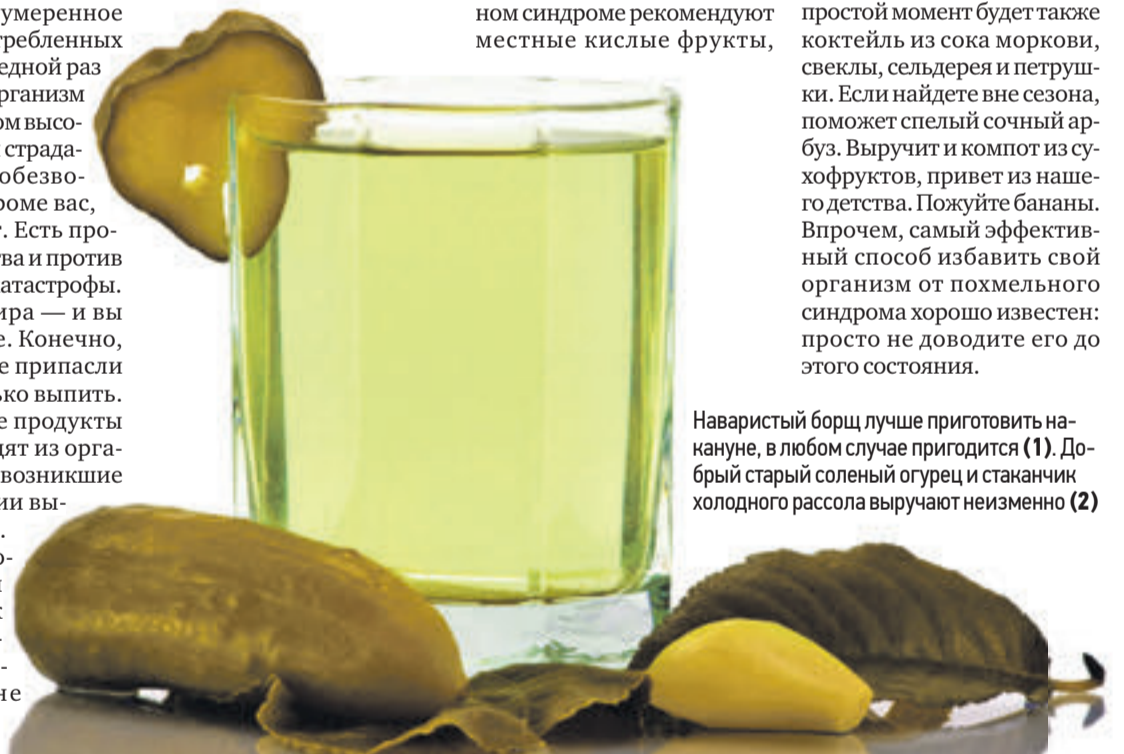 умеренное
требленных
едной раз
рганизм
ом высо-
страда-
обезво-
роме вас,
. Есть про-
тва и против
катастрофы.
ира — и вы
е. Конечно,
е припасли
ько выпить.
е продукты
дят из орга-
возникшие
ии вы-
.
о-
-
не
ном синдроме рекомендуют
местные кислые фрукты,
простой момент будет также
коктейль из сока моркови,
свеклы, сельдерея и петруш-
ки. Если найдете вне сезона,
поможет спелый сочный ар-
буз. Выручит и компот из су-
хофруктов, привет из наше-
го детства. Пожуйте бананы.
Впрочем, самый эффектив-
ный способ избавить свой
организм от похмельного
синдрома хорошо известен:
просто не доводите его до
этого состояния.
Наваристый борщ лучше приготовить на-
кануне, в любом случае пригодится (1). До-
брый старый соленый огурец и стаканчик
холодного рассола выручают неизменно (2)